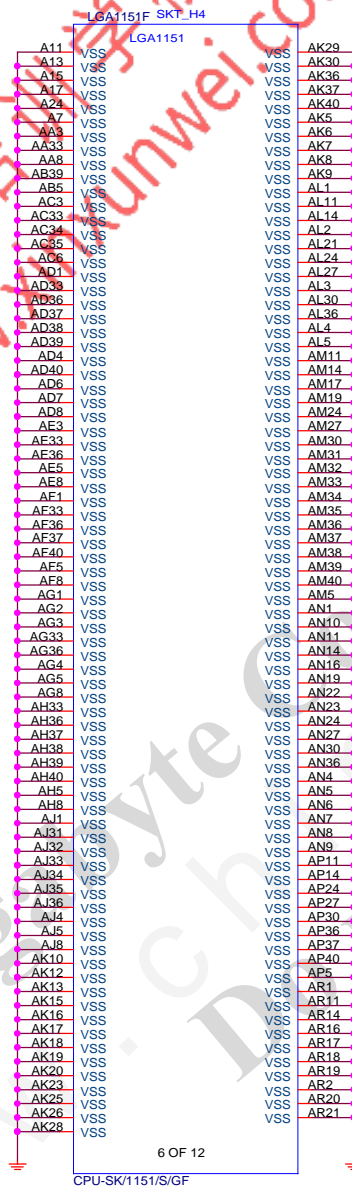 LGA1151F SKT_H4
LGA1151
A11 VSS VSS AK29
A13 VSS VSS AK30
A15 VSS VSS AK36
A17 VSS VSS AK37
A24 VSS VSS AK40
A7 VSS VSS AK5
AA3 VSS VSS AK6
AA33 VSS VSS AK7
AA8 VSS VSS AK8
AB39 VSS VSS AK9
AB5 VSS VSS AL1
AC3 VSS VSS AL11
AC33 VSS VSS AL14
AC34 VSS VSS AL2
AC35 VSS VSS AL21
AC6 VSS VSS AL24
AD1 VSS VSS AL27
AD33 VSS VSS AL3
AD36 VSS VSS AL30
AD37 VSS VSS AL36
AD38 VSS VSS AL4
AD39 VSS VSS AL5
AD4 VSS VSS AM11
AD40 VSS VSS AM14
AD6 VSS VSS AM17
AD7 VSS VSS AM19
AD8 VSS VSS AM24
AE3 VSS VSS AM27
AE33 VSS VSS AM30
AE36 VSS VSS AM31
AE5 VSS VSS AM32
AE8 VSS VSS AM33
AF1 VSS VSS AM34
AF33 VSS VSS AM35
AF36 VSS VSS AM36
AF37 VSS VSS AM37
AF40 VSS VSS AM38
AF5 VSS VSS AM39
AF8 VSS VSS AM40
AG1 VSS VSS AM5
AG2 VSS VSS AN1
AG3 VSS VSS AN10
AG33 VSS VSS AN11
AG36 VSS VSS AN14
AG4 VSS VSS AN16
AG5 VSS VSS AN19
AG8 VSS VSS AN22
AH33 VSS VSS AN23
AH36 VSS VSS AN24
AH37 VSS VSS AN27
AH38 VSS VSS AN30
AH39 VSS VSS AN36
AH40 VSS VSS AN4
AH5 VSS VSS AN5
AH8 VSS VSS AN6
AJ1 VSS VSS AN7
AJ31 VSS VSS AN8
AJ32 VSS VSS AN9
AJ33 VSS VSS AP11
AJ34 VSS VSS AP14
AJ35 VSS VSS AP24
AJ36 VSS VSS AP27
AJ4 VSS VSS AP30
AJ5 VSS VSS AP36
AJ8 VSS VSS AP37
AK10 VSS VSS AP40
AK12 VSS VSS AP5
AK13 VSS VSS AR1
AK15 VSS VSS AR11
AK16 VSS VSS AR14
AK17 VSS VSS AR16
AK18 VSS VSS AR17
AK19 VSS VSS AR18
AK20 VSS VSS AR19
AK23 VSS VSS AR2
AK25 VSS VSS AR20
AK26 VSS VSS AR21
AK28 VSS
6 OF 12
CPU-SK/1151/S/GF